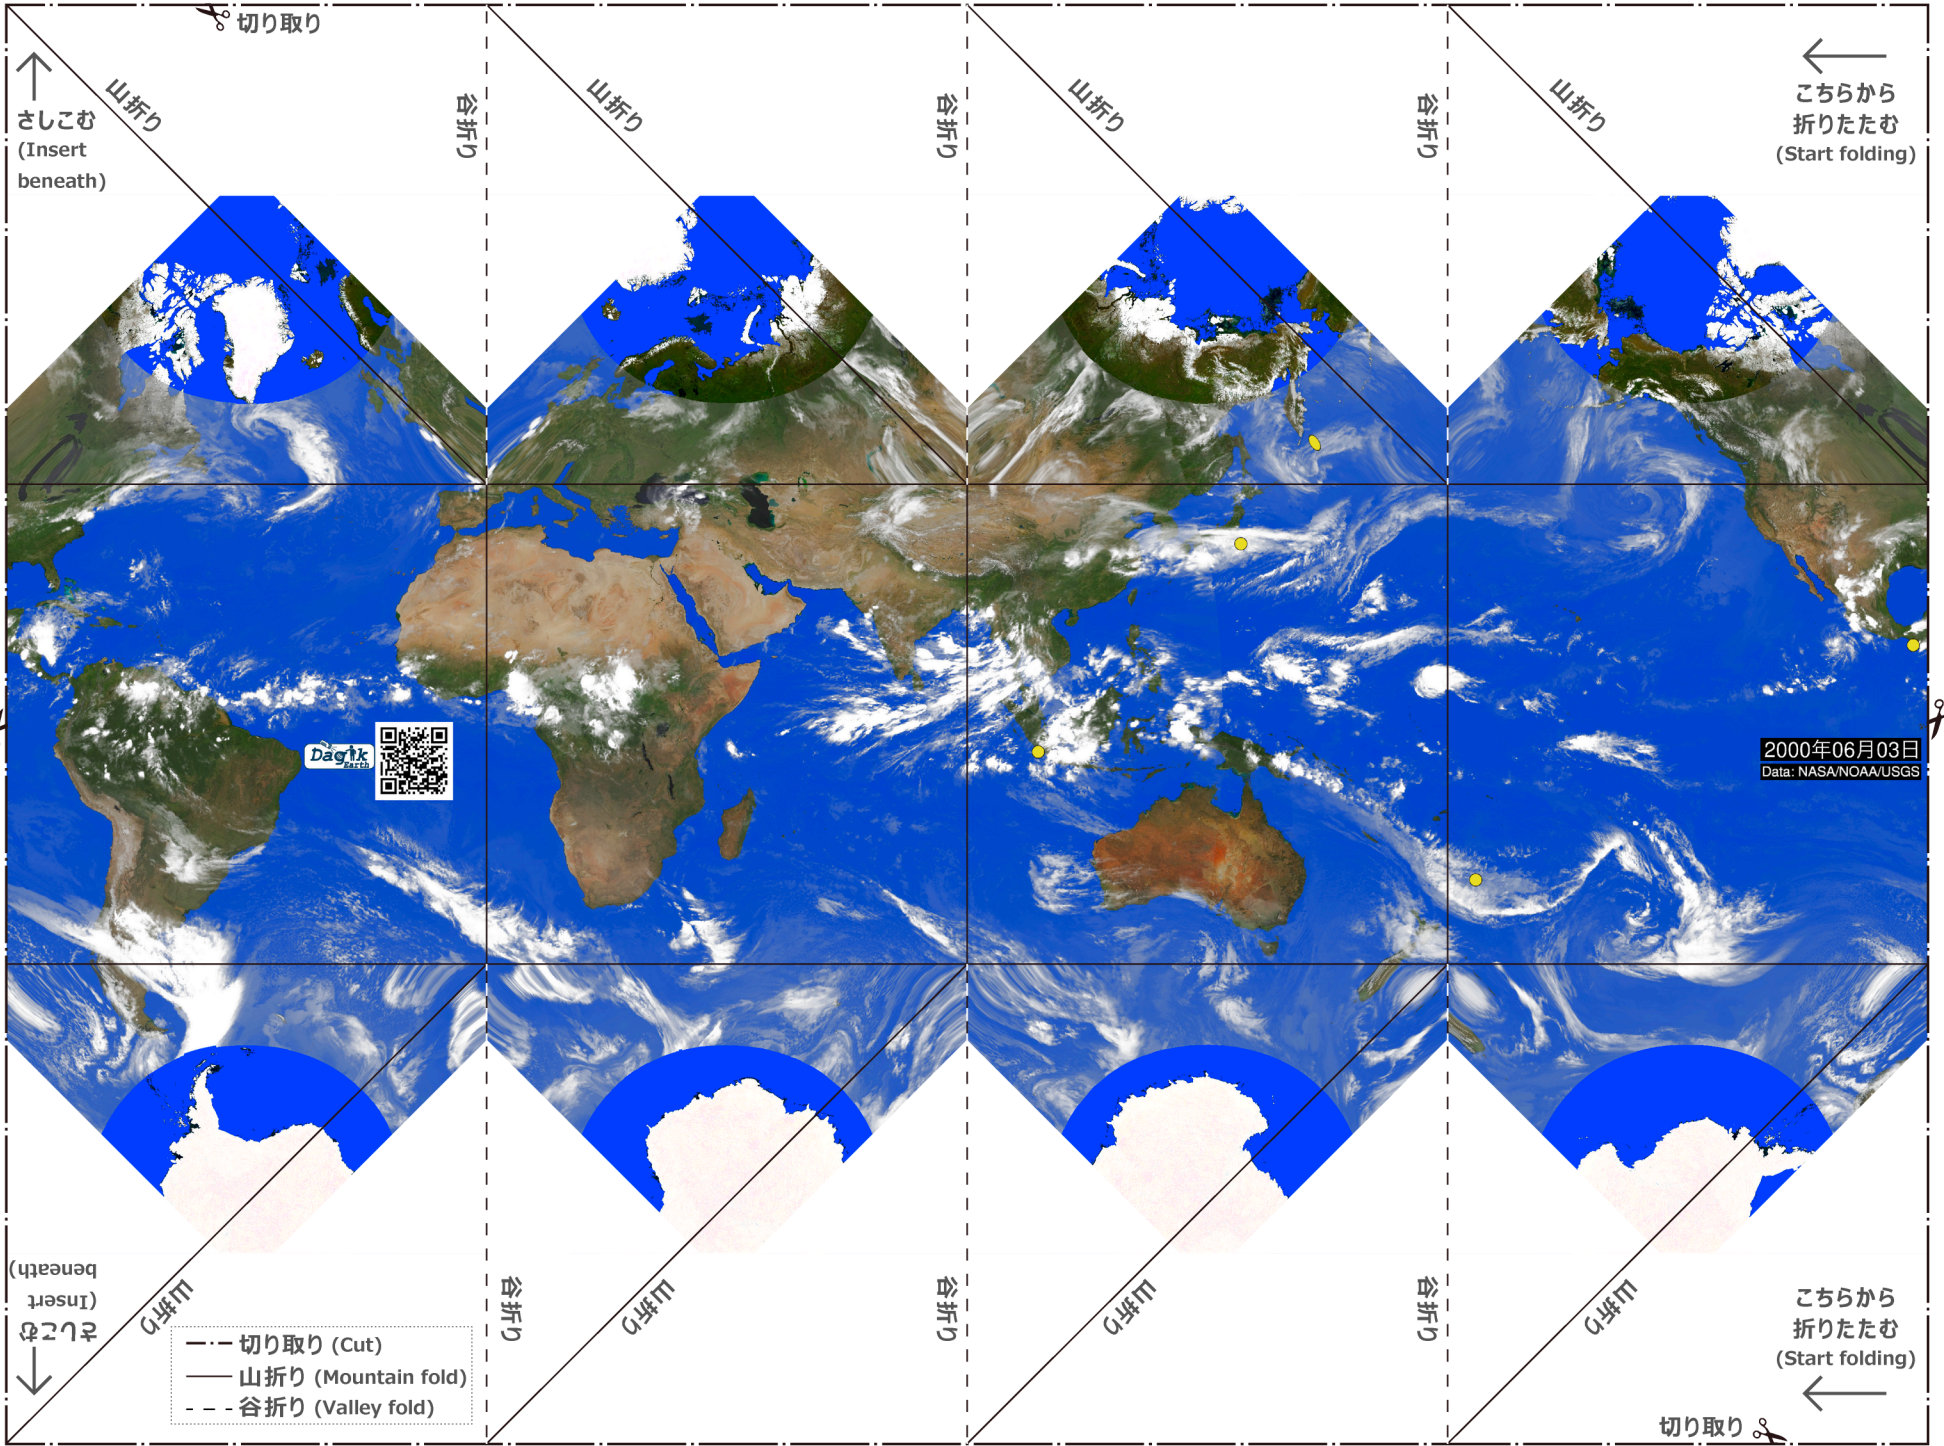 切り取り
山折り
谷折り
山折り
谷折り
山折り
谷折り
山折り
さしこむ
(Insert
beneath)
こちらから
折りたたむ
(Start folding)
Dagik
Earth
2000年06月03日
Data: NASA/NOAA/USGS
さしこむ
(Insert
beneath)
山折り
谷折り
山折り
谷折り
山折り
谷折り
山折り
切り取り (Cut)
山折り (Mountain fold)
谷折り (Valley fold)
こちらから
折りたたむ
(Start folding)
切り取り